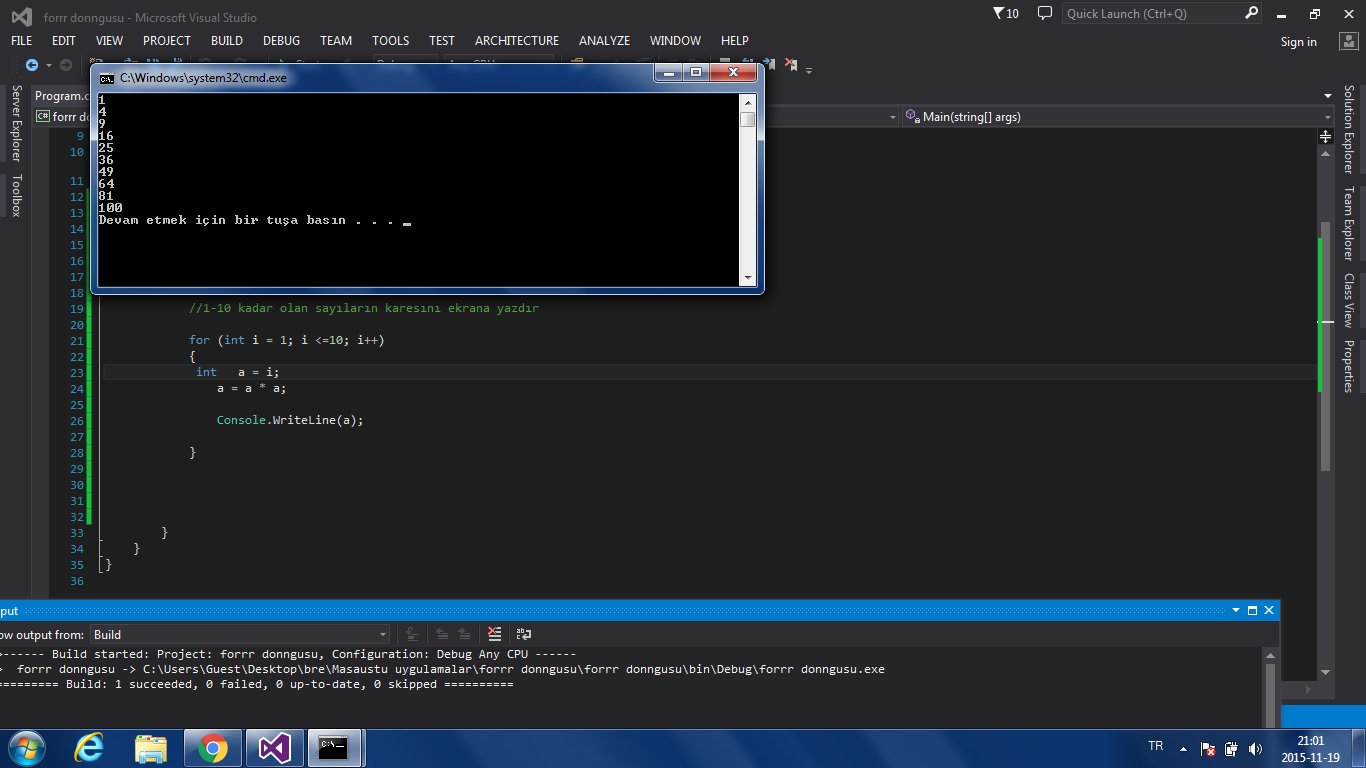 forrr donngusu - Microsoft Visual Studio
10
Quick Launch (Ctrl+Q)
FILE EDIT VIEW PROJECT BUILD DEBUG TEAM TOOLS TEST ARCHITECTURE ANALYZE WINDOW HELP
Sign in
C:\Windows\system32\cmd.exe
1
4
9
16
25
36
49
64
81
100
Devam etmek için bir tuşa basın . . .
Server Explorer
Toolbox
Program.c
C# forrr do
Main(string[] args)
Solution Explorer
Team Explorer
Class View
Properties
9
10
11
12
13
14
15
16
17
18
19 //1-10 kadar olan sayıların karesını ekrana yazdır
20
21 for (int i = 1; i <=10; i++)
22 {
23 int a = i;
24 a = a * a;
25
26 Console.WriteLine(a);
27
28 }
29
30
31
32
33 }
34 }
35 }
36
put
ow output from: Build
>------ Build started: Project: forrr donngusu, Configuration: Debug Any CPU ------
> forrr donngusu -> C:\Users\Guest\Desktop\bre\Masaustu uygulamalar\forrr donngusu\forrr donngusu\bin\Debug\forrr donngusu.exe
========= Build: 1 succeeded, 0 failed, 0 up-to-date, 0 skipped ==========
TR
21:01
2015-11-19